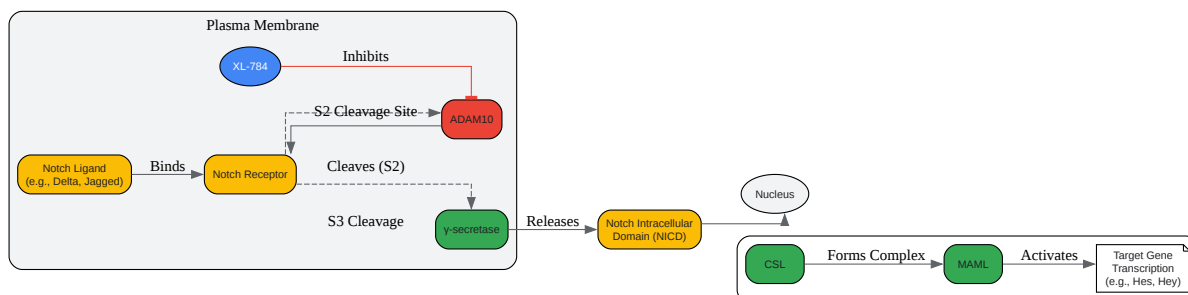 Plasma Membrane
XL-784
Inhibits
S2 Cleavage Site
ADAM10
Notch Ligand
(e.g., Delta, Jagged)
Binds
Notch Receptor
Cleaves (S2)
S3 Cleavage
γ-secretase
Releases
Notch Intracellular
Domain (NICD)
Nucleus
CSL
Forms Complex
MAML
Activates
Target Gene
Transcription
(e.g., Hes, Hey)